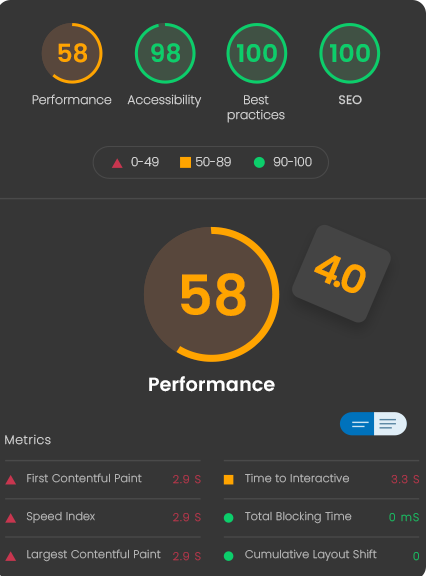 58 98 100 100
Performance Accessibility Best practices SEO
0-49 50-89 90-100
58
4.0
Performance
Metrics
First Contentful Paint 2.9 S
Time to Interactive 3.3 S
Speed Index 2.9 S
Total Blocking Time 0 mS
Largest Contentful Paint 2.9 S
Cumulative Layout Shift 0